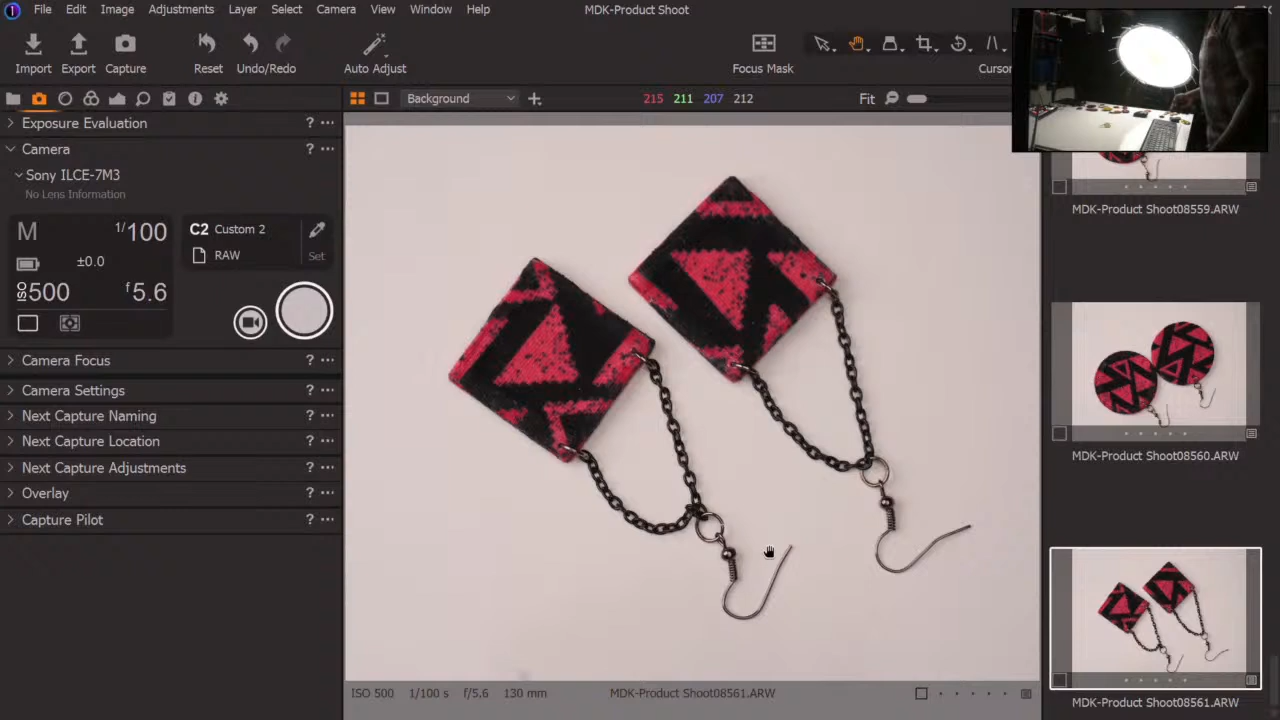 File Edit Image Adjustments Layer Select Camera View Window Help
MDK-Product Shoot
Import Export Capture Reset Undo/Redo Auto Adjust Focus Mask Cursor
Background
215 211 207 212
Fit
Exposure Evaluation ? ...
Camera ? ...
Sony ILCE-7M3
No Lens Information
M 1/100
C2 Custom 2
±0.0
RAW
Set
ISO 500 f5.6
Camera Focus ? ...
Camera Settings ? ...
Next Capture Naming ? ...
Next Capture Location ? ...
Next Capture Adjustments ? ...
Overlay ? ...
Capture Pilot ? ...
ISO 500 1/100 s f/5.6 130 mm
MDK-Product Shoot08561.ARW
MDK-Product Shoot08559.ARW
MDK-Product Shoot08560.ARW
MDK-Product Shoot08561.ARW